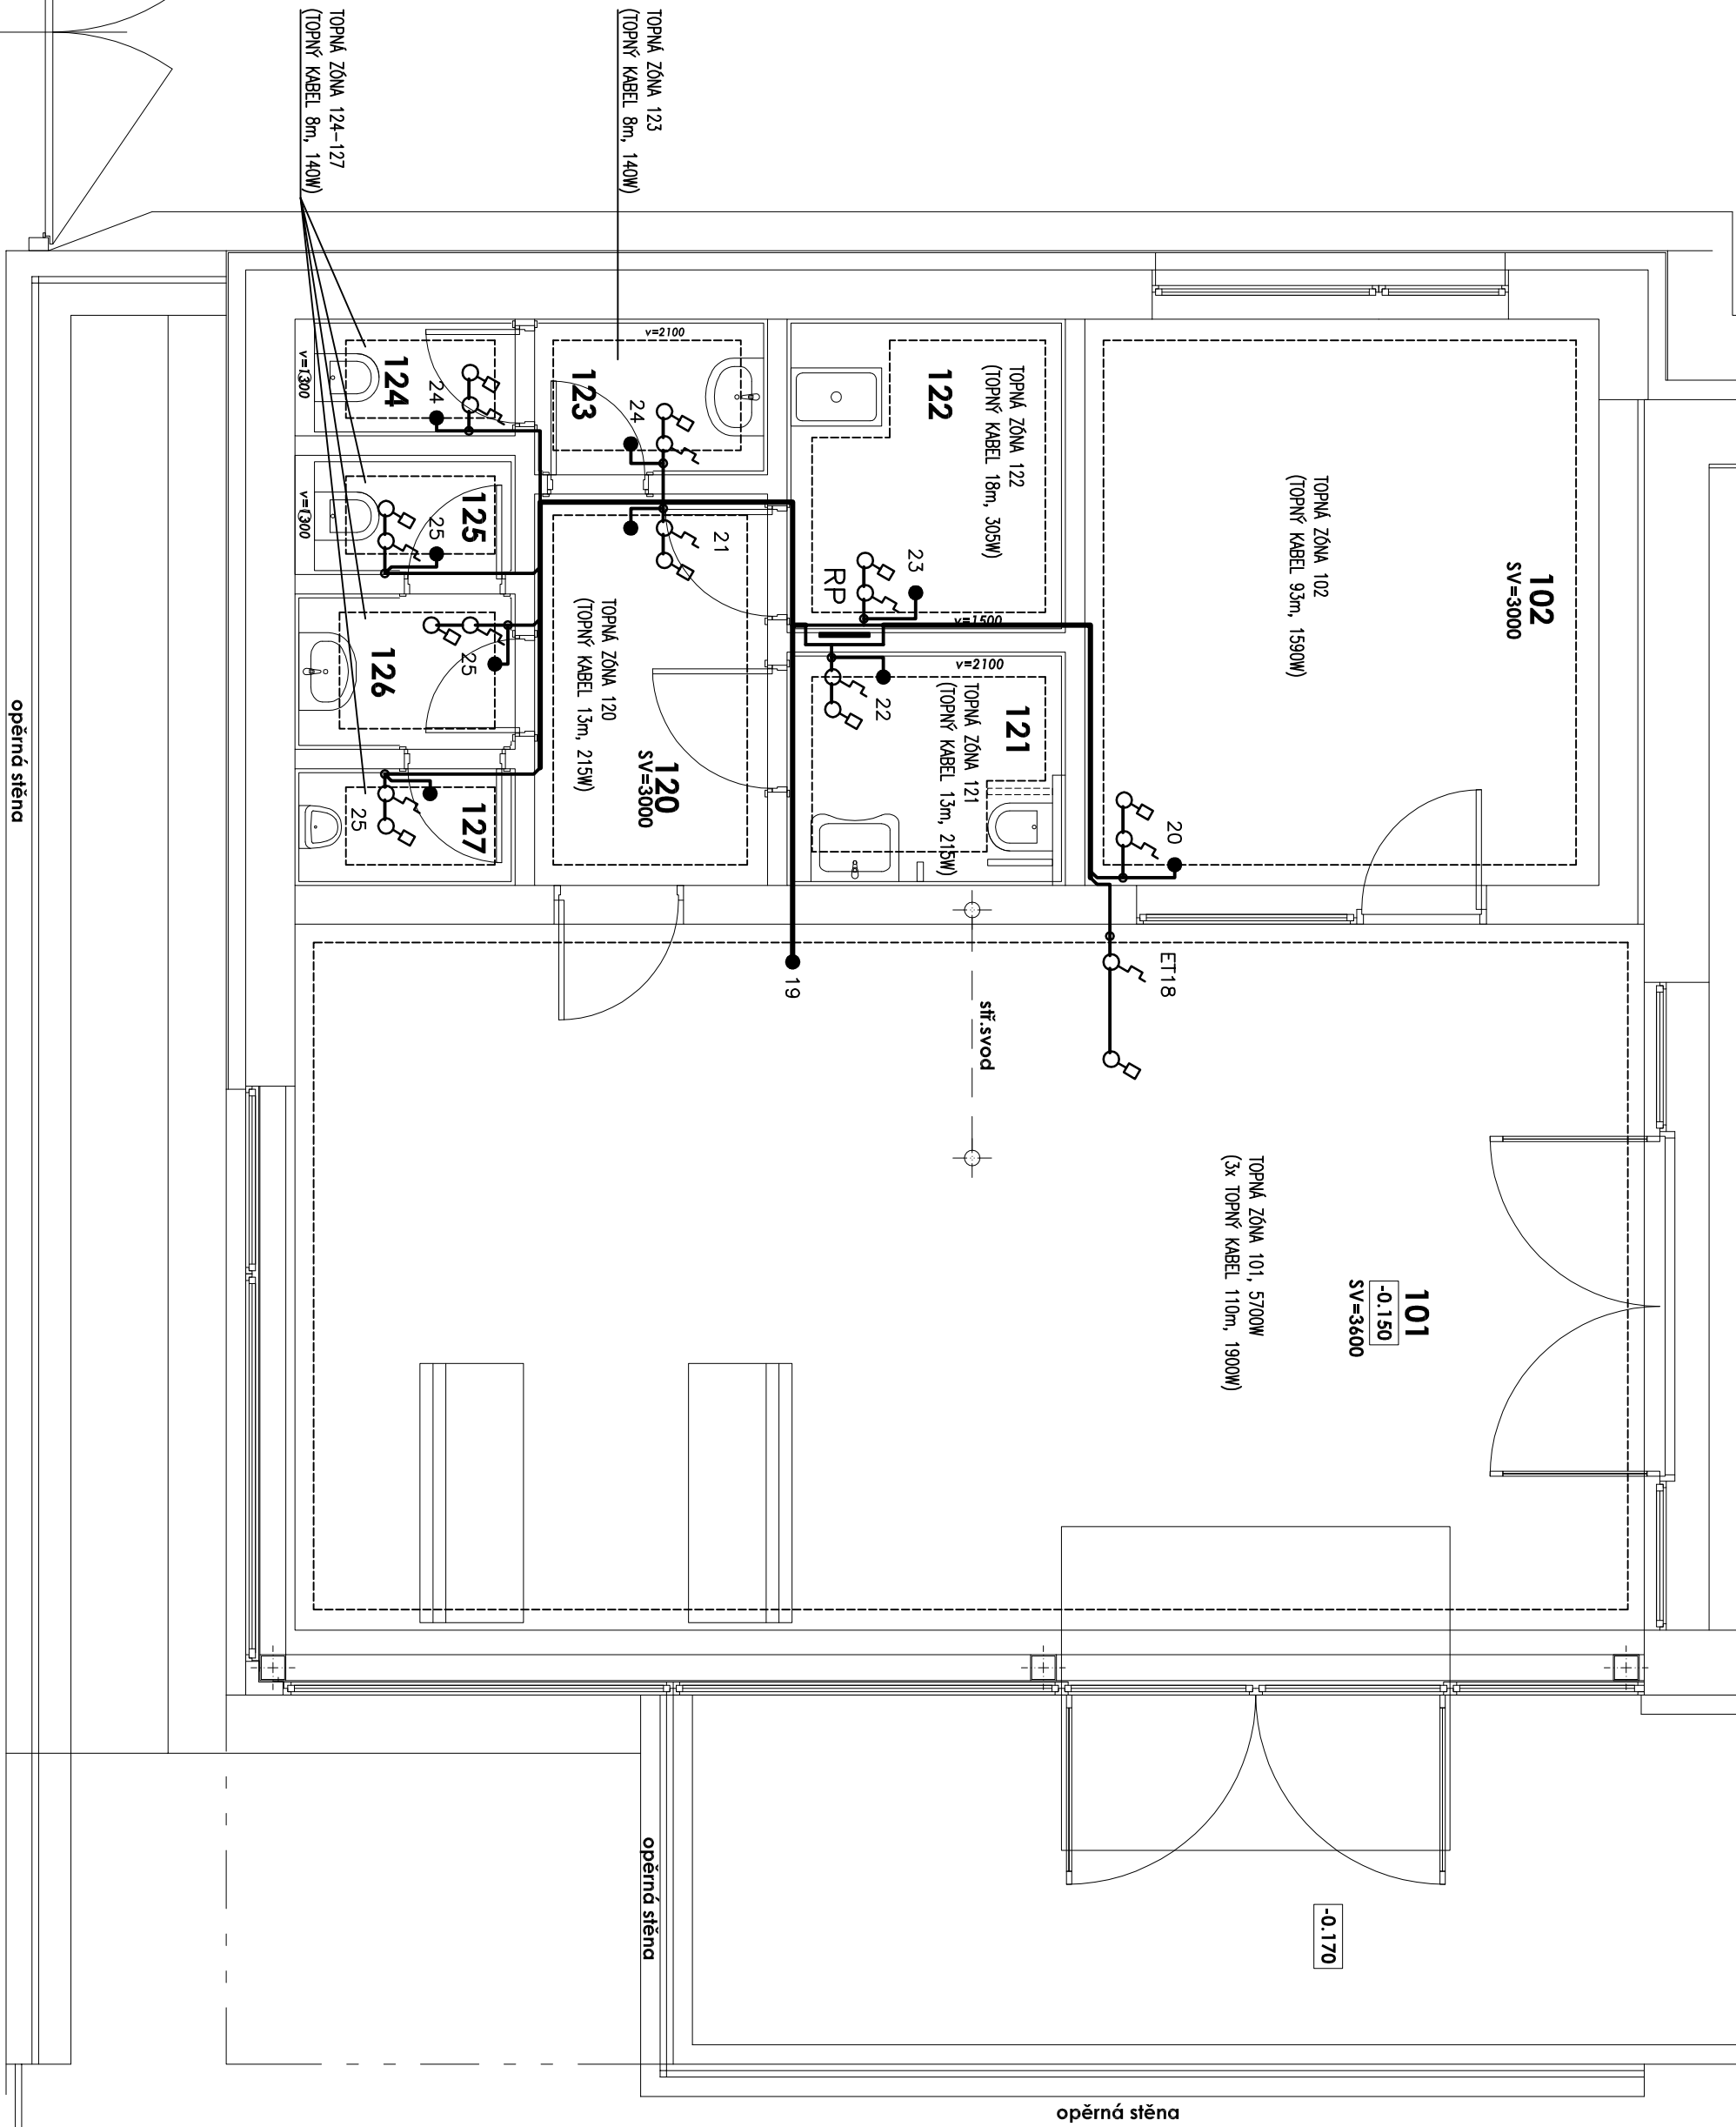 TOPNÁ ZÓNA 124-127
(TOPNÝ KABEL 8m, 140W)
TOPNÁ ZÓNA 123
(TOPNÝ KABEL 8m, 140W)
v=1300
124
24
v=2100
123
24
122
TOPNÁ ZÓNA 122
(TOPNÝ KABEL 18m, 305W)
TOPNÁ ZÓNA 102
(TOPNÝ KABEL 93m, 1590W)
102
SV=3000
v=1300
125
25
21
23
RP
v=1500
v=2100
126
25
TOPNÁ ZÓNA 120
(TOPNÝ KABEL 13m, 215W)
120
SV=3000
22
121
TOPNÁ ZÓNA 121
(TOPNÝ KABEL 13m, 215W)
127
25
20
19
ET18
stř.svod
TOPNÁ ZÓNA 101, 5700W
(3x TOPNÝ KABEL 110m, 1900W)
101
-0.150
SV=3600
opěrná stěna
opěrná stěna
-0.170
opěrná stěna